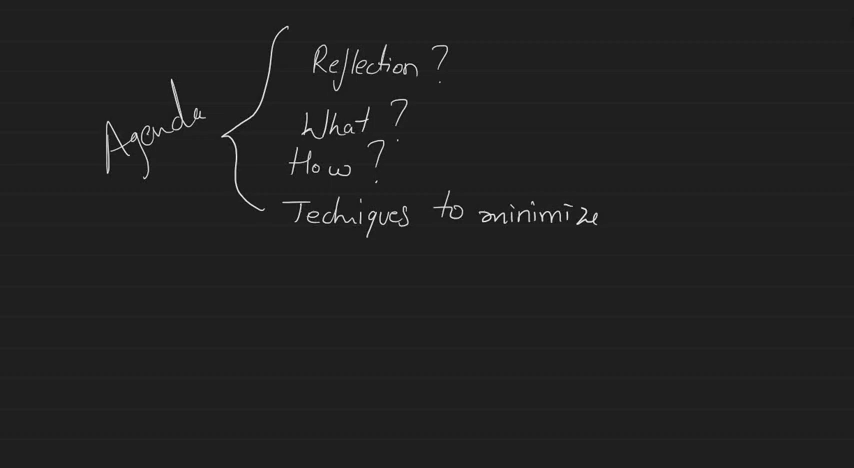 Agenda
Reflection ?
What ?
How ?
Techiques to minimize